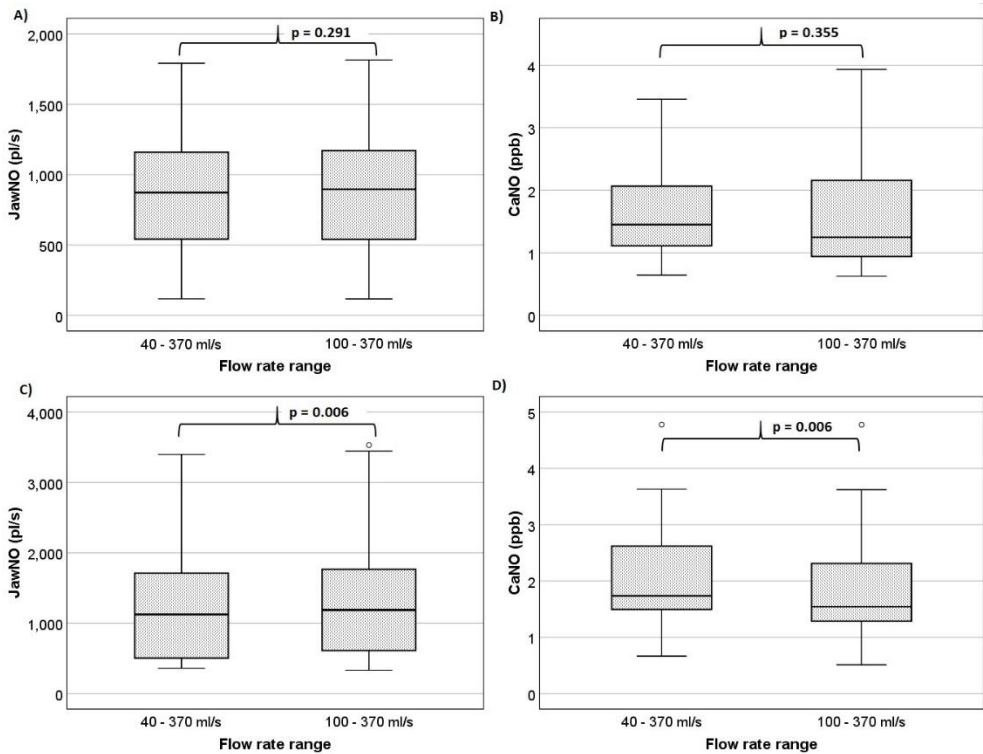 A)
p = 0.291
2,000
1,500
1,000
500
0
JawNO (pl/s)
40 - 370 ml/s
100 - 370 ml/s
Flow rate range
B)
p = 0.355
4
3
2
1
0
CaNO (ppb)
40 - 370 ml/s
100 - 370 ml/s
Flow rate range
C)
p = 0.006
4,000
3,000
2,000
1,000
0
JawNO (pl/s)
40 - 370 ml/s
100 - 370 ml/s
Flow rate range
D)
p = 0.006
5
4
3
2
1
0
CaNO (ppb)
40 - 370 ml/s
100 - 370 ml/s
Flow rate range